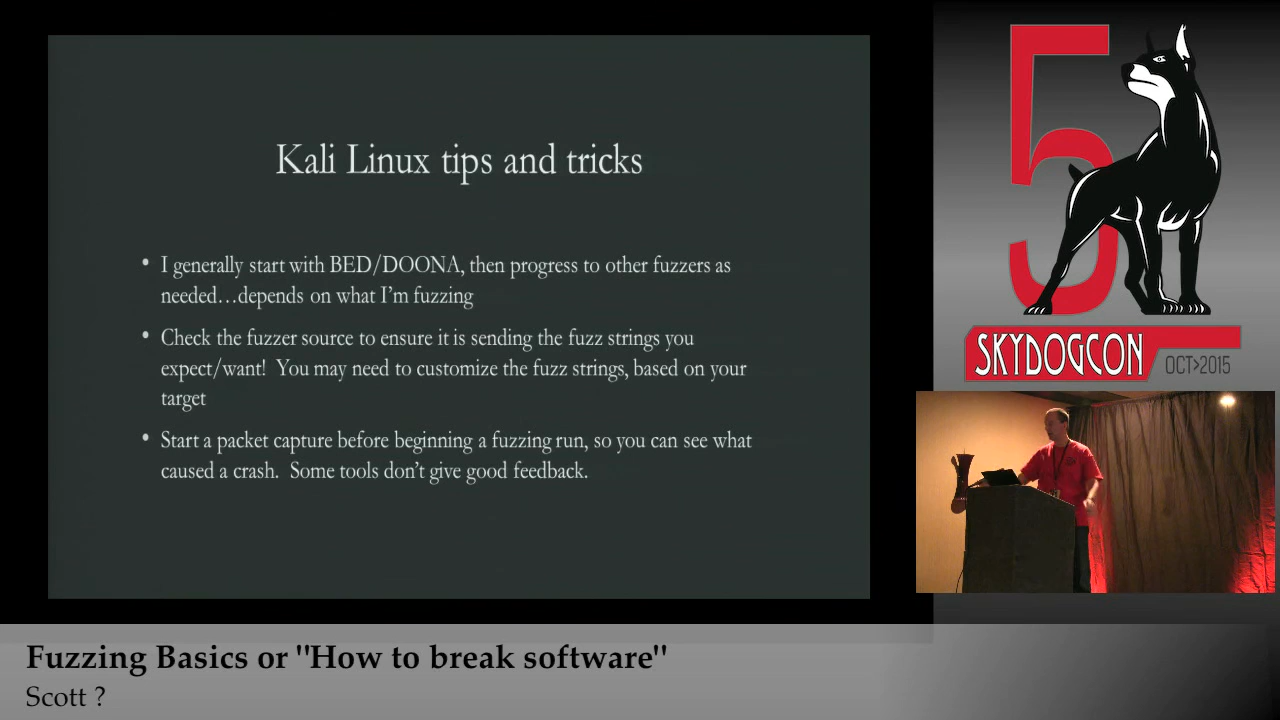 Kali Linux tips and tricks
• I generally start with BED/DOONA, then progress to other fuzzers as
needed…depends on what I'm fuzzing
• Check the fuzzer source to ensure it is sending the fuzz strings you
expect/want! You may need to customize the fuzz strings, based on your
target
• Start a packet capture before beginning a fuzzing run, so you can see what
caused a crash. Some tools don't give good feedback.
5
SKYDOGCON OCT>2015
Fuzzing Basics or "How to break software"
Scott ?